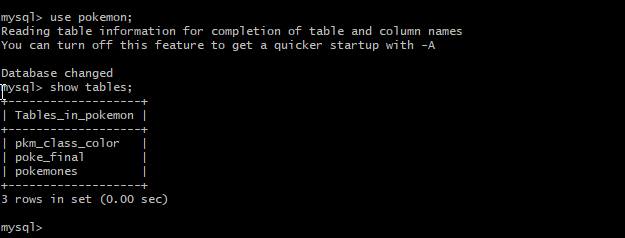 mysql> use pokemon;
Reading table information for completion of table and column names
You can turn off this feature to get a quicker startup with -A

Database changed
mysql> show tables;
+-------------------+
| Tables_in_pokemon |
+-------------------+
| pkm_class_color   |
| poke_final        |
| pokemones         |
+-------------------+
3 rows in set (0.00 sec)

mysql>